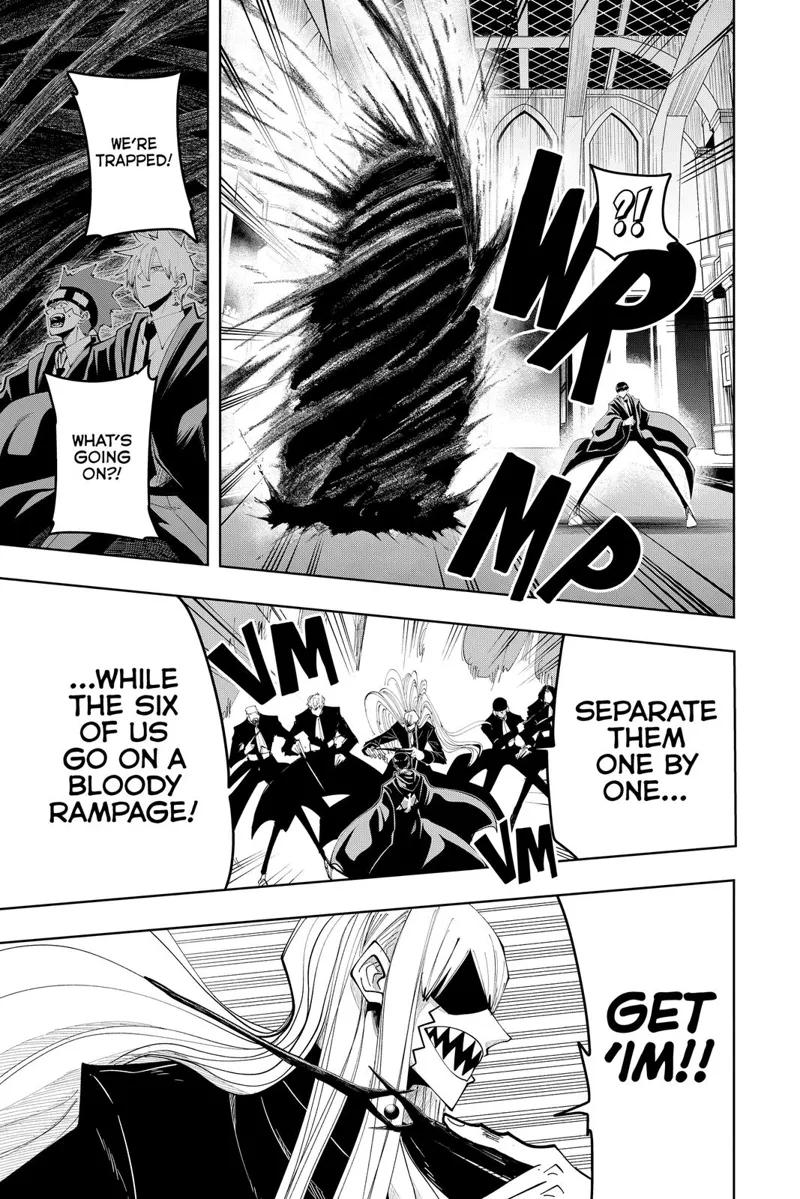 ?!
WR
MP
WE'RE
TRAPPED!
WHAT'S
GOING
ON?!
SEPARATE
THEM
ONE BY
ONE...
VM
VM
...WHILE
THE SIX
OF US
GO ON A
BLOODY
RAMPAGE!
GET
'IM!!